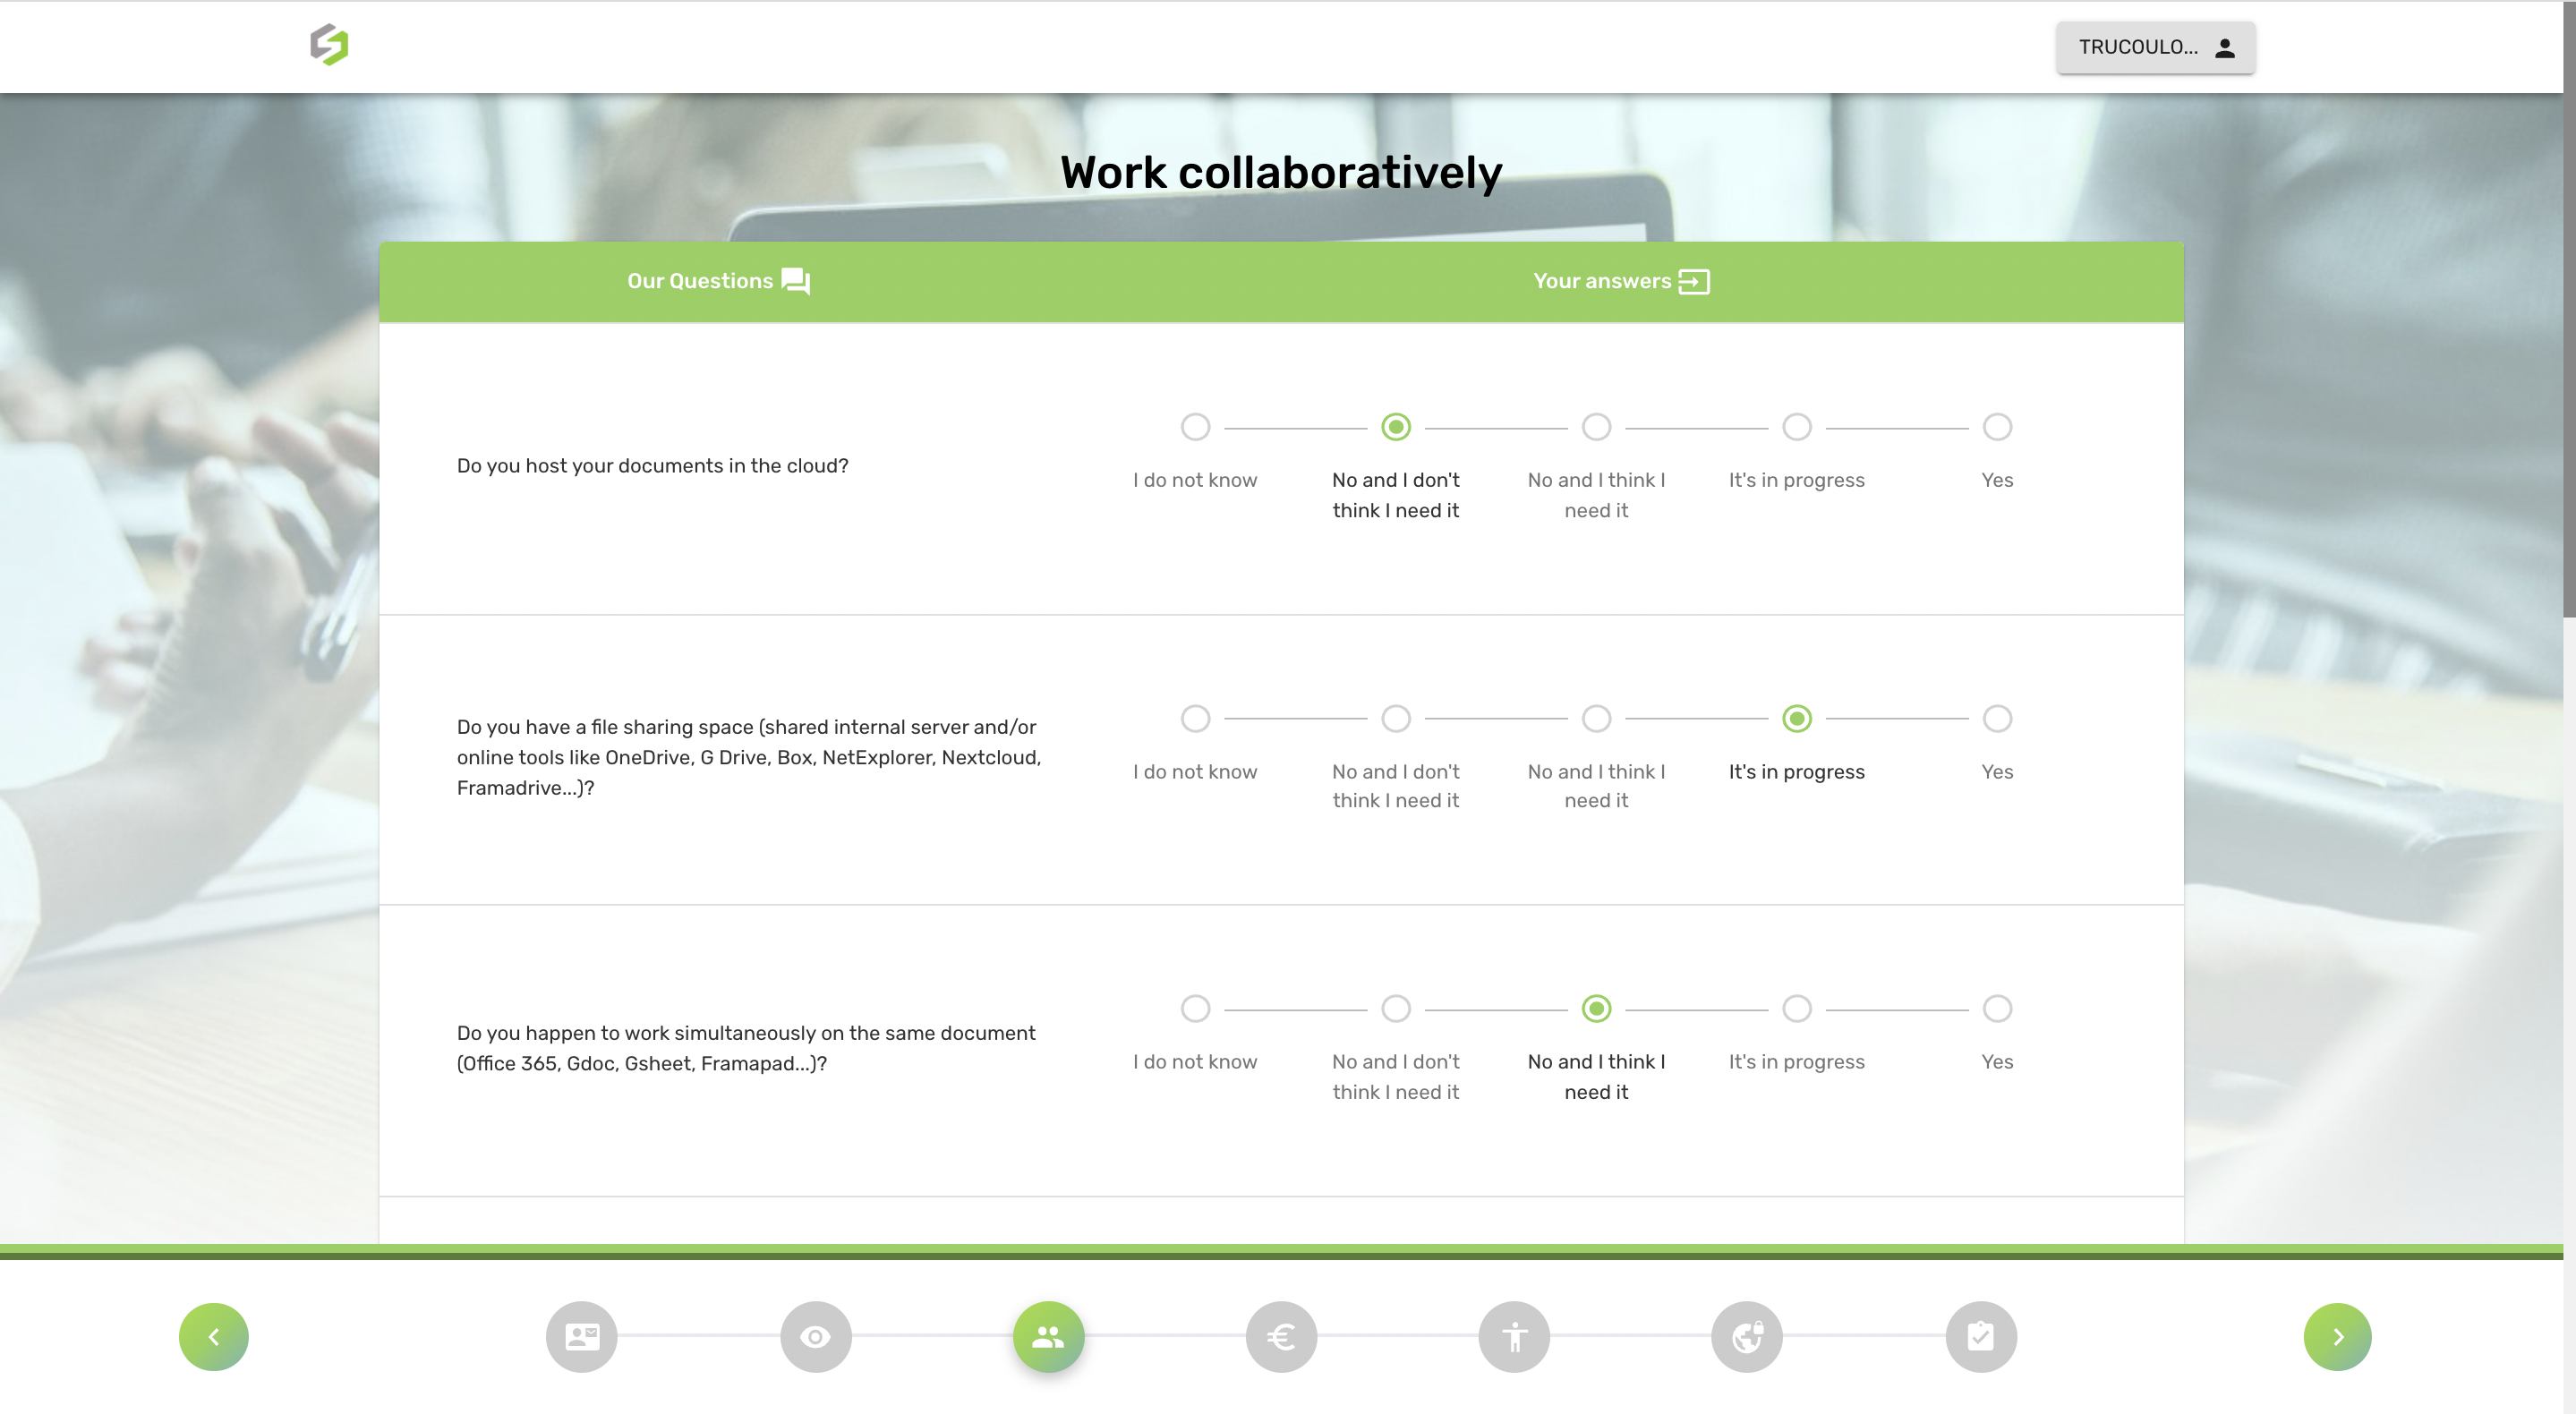 TRUCOULO...
Work collaboratively
Our Questions
Your answers
Do you host your documents in the cloud?
I do not know
No and I don't
think I need it
No and I think I
need it
It's in progress
Yes
Do you have a file sharing space (shared internal server and/or
online tools like OneDrive, G Drive, Box, NetExplorer, Nextcloud,
Framadrive...)?
I do not know
No and I don't
think I need it
No and I think I
need it
It's in progress
Yes
Do you happen to work simultaneously on the same document
(Office 365, Gdoc, Gsheet, Framapad...)?
I do not know
No and I don't
think I need it
No and I think I
need it
It's in progress
Yes